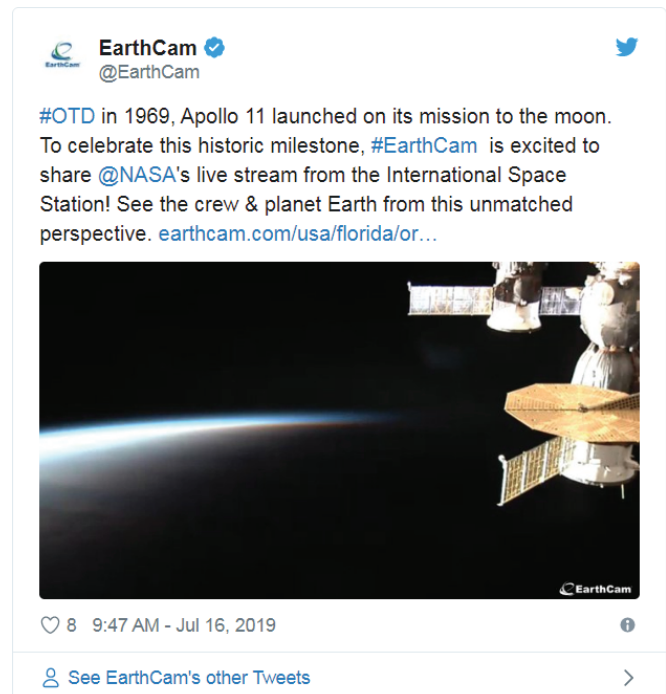 EarthCam
EarthCam
@EarthCam
#OTD in 1969, Apollo 11 launched on its mission to the moon.
To celebrate this historic milestone, #EarthCam is excited to
share @NASA's live stream from the International Space
Station! See the crew & planet Earth from this unmatched
perspective. earthcam.com/usa/florida/or…
EarthCam
8 9:47 AM - Jul 16, 2019
See EarthCam's other Tweets